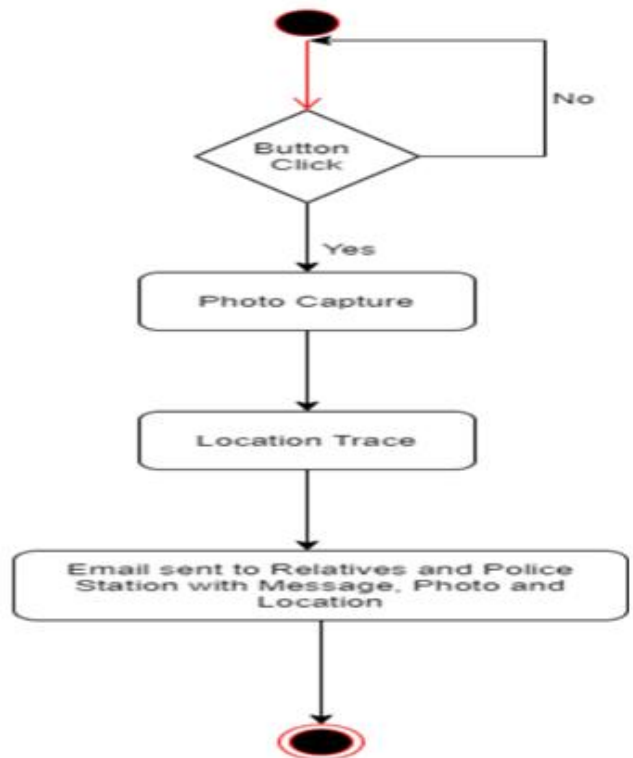 No
Button
Click
Yes
Photo Capture
Location Trace
Email sent to Relatives and Police
Station with Message, Photo and
Location